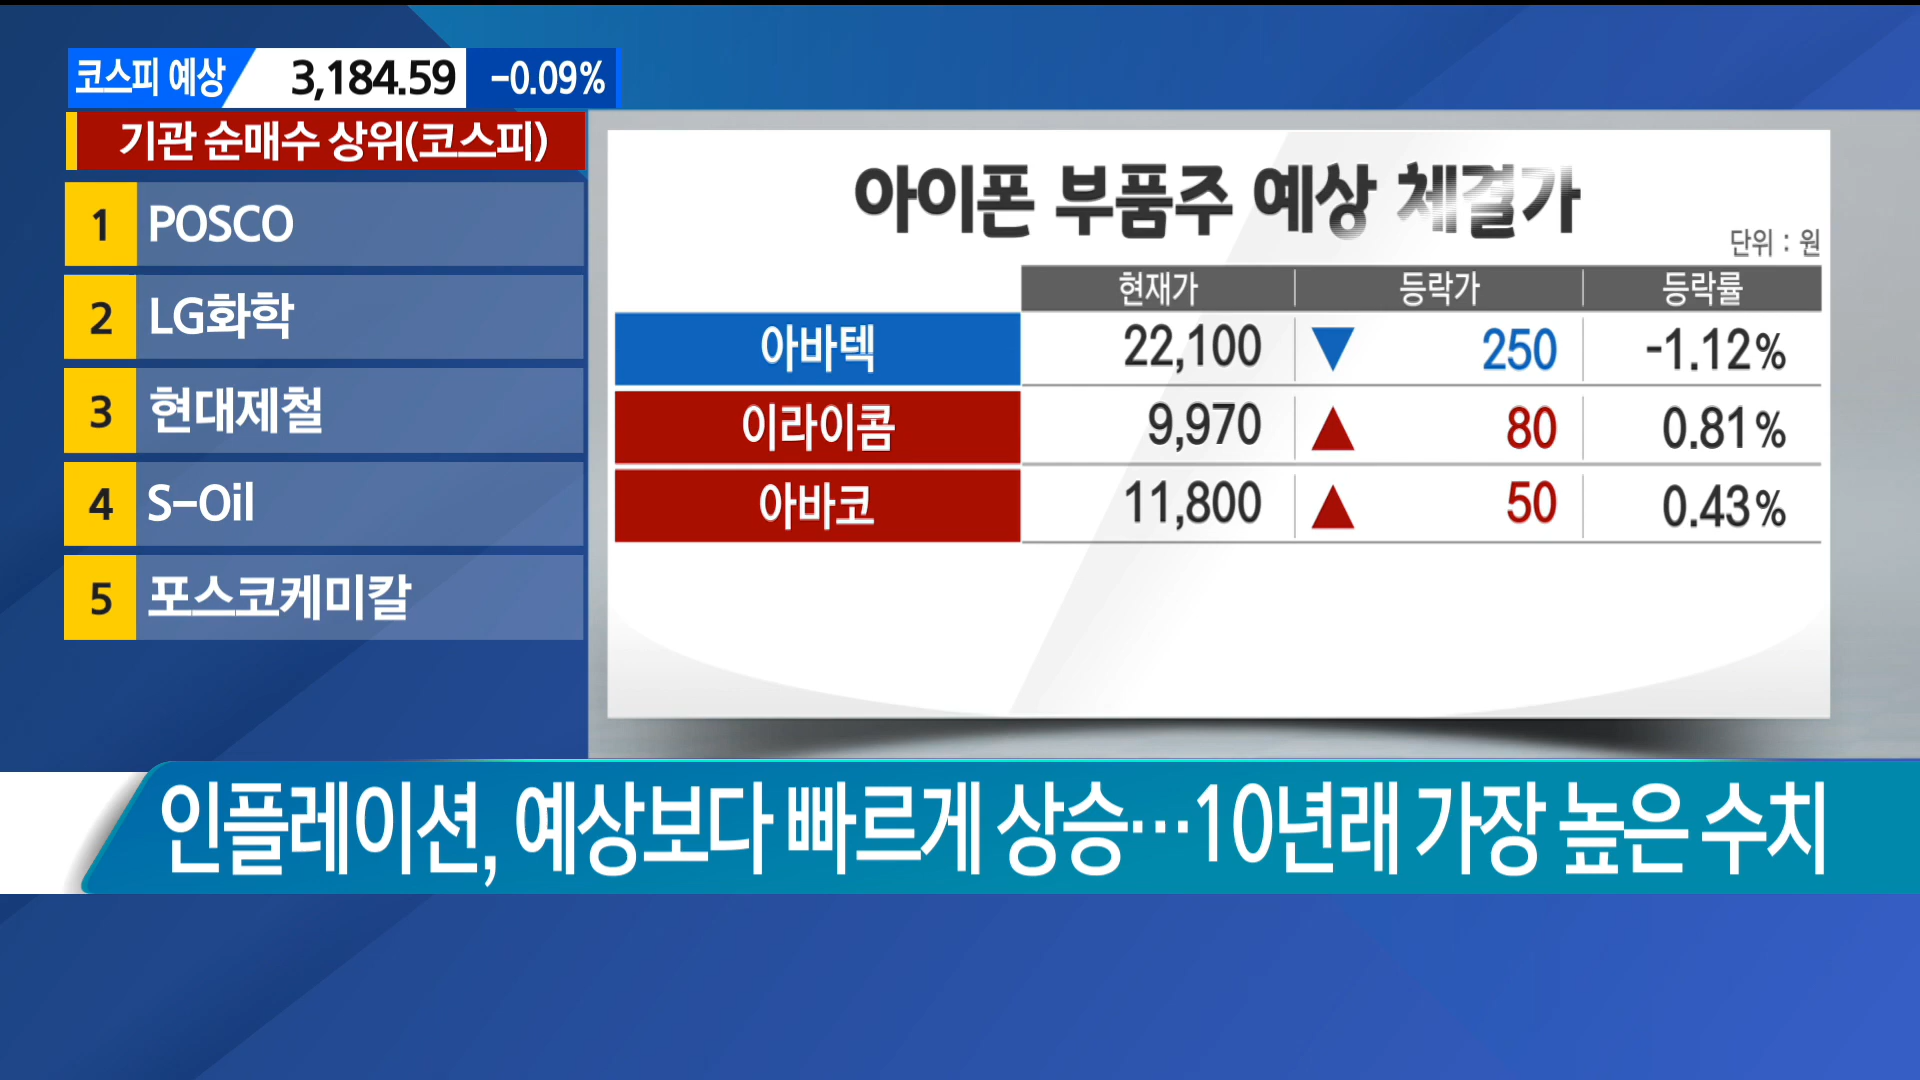 코스피 예상 3,184.59 -0.09%
기관 순매수 상위(코스피)
1 POSCO
2 LG화학
3 현대제철
4 S-Oil
5 포스코케미칼
아이폰 부품주 예상 체결가
단위 : 원
현재가 등락가 등락률
아바텍 22,100 ▼ 250 -1.12%
이라이콤 9,970 ▲ 80 0.81%
아바코 11,800 ▲ 50 0.43%
인플레이션, 예상보다 빠르게 상승…10년래 가장 높은 수치